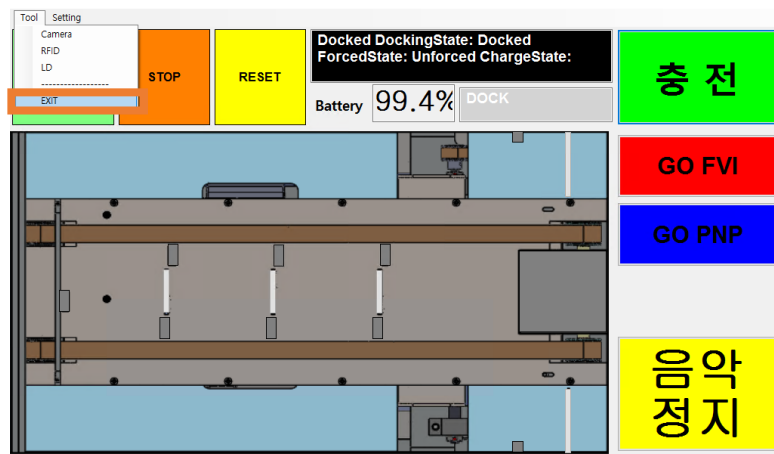 Tool Setting
Camera
RFID
LD
------------------
EXIT
STOP
RESET
Docked DockingState: Docked
ForcedState: Unforced ChargeState:
Battery 99.4% DOCK
충 전
GO FVI
GO PNP
음악
정지